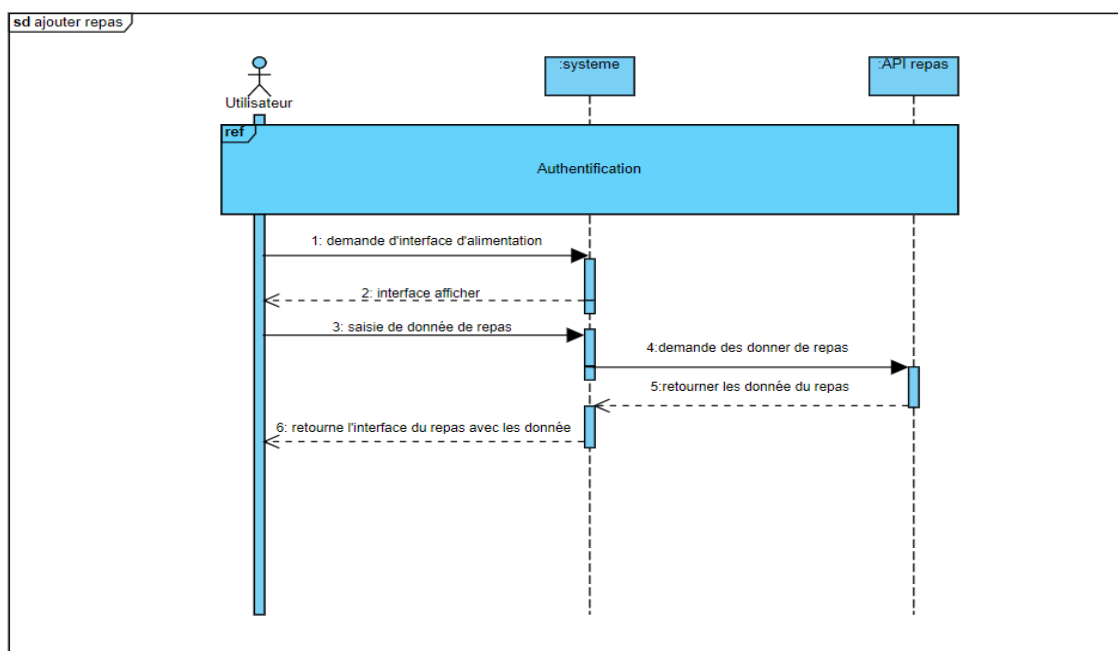 sd ajouter repas
:systeme
:API repas
Utilisateur
ref
Authentification
1: demande d'interface d'alimentation
2: interface afficher
3: saisie de donnée de repas
4:demande des donner de repas
5:retourner les donnée du repas
6: retourne l'interface du repas avec les donnée